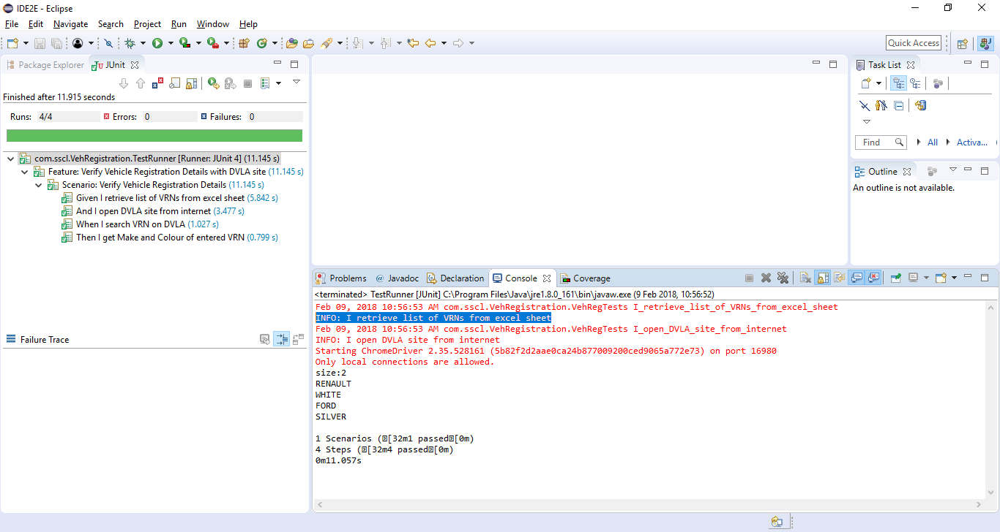 IDE2E - Eclipse
File Edit Navigate Search Project Run Window Help
Quick Access
Package Explorer JUnit
Finished after 11.915 seconds
Runs: 4/4 Errors: 0 Failures: 0
com.sscl.VehRegistration.TestRunner [Runner: JUnit 4] (11.145 s)
Feature: Verify Vehicle Registration Details with DVLA site (11.145 s)
Scenario: Verify Vehicle Registration Details (11.145 s)
Given I retrieve list of VRNs from excel sheet (5.842 s)
And I open DVLA site from internet (3.477 s)
When I search VRN on DVLA (1.027 s)
Then I get Make and Colour of entered VRN (0.799 s)
Failure Trace
Task List
Find All Activa...
Outline
An outline is not available.
Problems @ Javadoc Declaration Console Coverage
<terminated> TestRunner [JUnit] C:\Program Files\Java\jre1.8.0_161\bin\javaw.exe (9 Feb 2018, 10:56:52)
Feb 09, 2018 10:56:53 AM com.sscl.VehRegistration.VehRegTests I_retrieve_list_of_VRNs_from_excel_sheet
INFO: I retrieve list of VRNs from excel sheet
Feb 09, 2018 10:56:53 AM com.sscl.VehRegistration.VehRegTests I_open_DVLA_site_from_internet
INFO: I open DVLA site from internet
Starting ChromeDriver 2.35.528161 (5b82f2d2aae0ca24b877009200ced9065a772e73) on port 16980
Only local connections are allowed.
size:2
RENAULT
WHITE
FORD
SILVER
1 Scenarios ([32m1 passed[0m)
4 Steps ([32m4 passed[0m)
0m11.057s